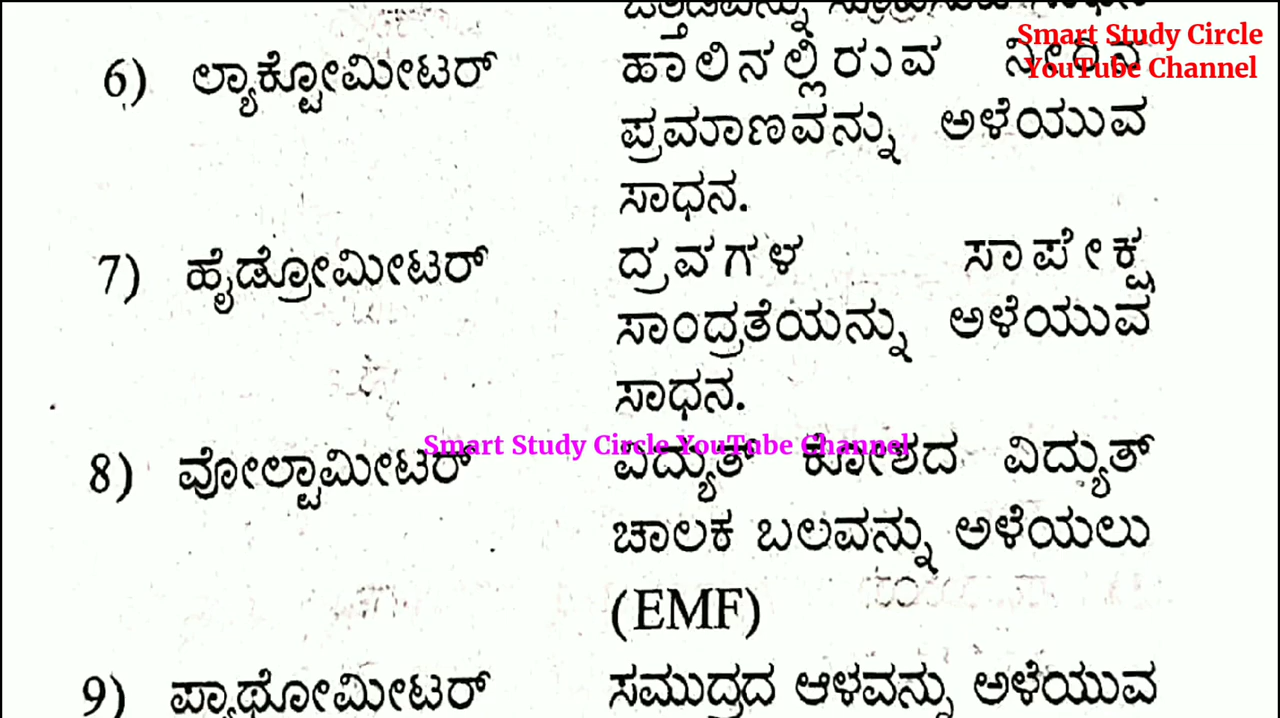 ಒತ್ತಡವನ್ನು
Smart Study Circle
YouTube Channel
6) ಲ್ಯಾಕ್ಟೋಮೀಟರ್ ಹಾಲಿನಲ್ಲಿರುವ ನೀರಿನ
ಪ್ರಮಾಣವನ್ನು ಅಳೆಯುವ
ಸಾಧನ.
7) ಹೈಡ್ರೋಮೀಟರ್ ದ್ರವಗಳ ಸಾಪೇಕ್ಷ
ಸಾಂದ್ರತೆಯನ್ನು ಅಳೆಯುವ
ಸಾಧನ.
Smart Study Circle YouTube Channel
8) ವೋಲ್ಟಾಮೀಟರ್ ವಿದ್ಯುತ್ ಕೋಶದ ವಿದ್ಯುತ್
ಚಾಲಕ ಬಲವನ್ನು ಅಳೆಯಲು
(EMF)
9) ಪ್ಯಾಥೋಮೀಟರ್ ಸಮುದ್ರದ ಆಳವನ್ನು ಅಳೆಯುವ